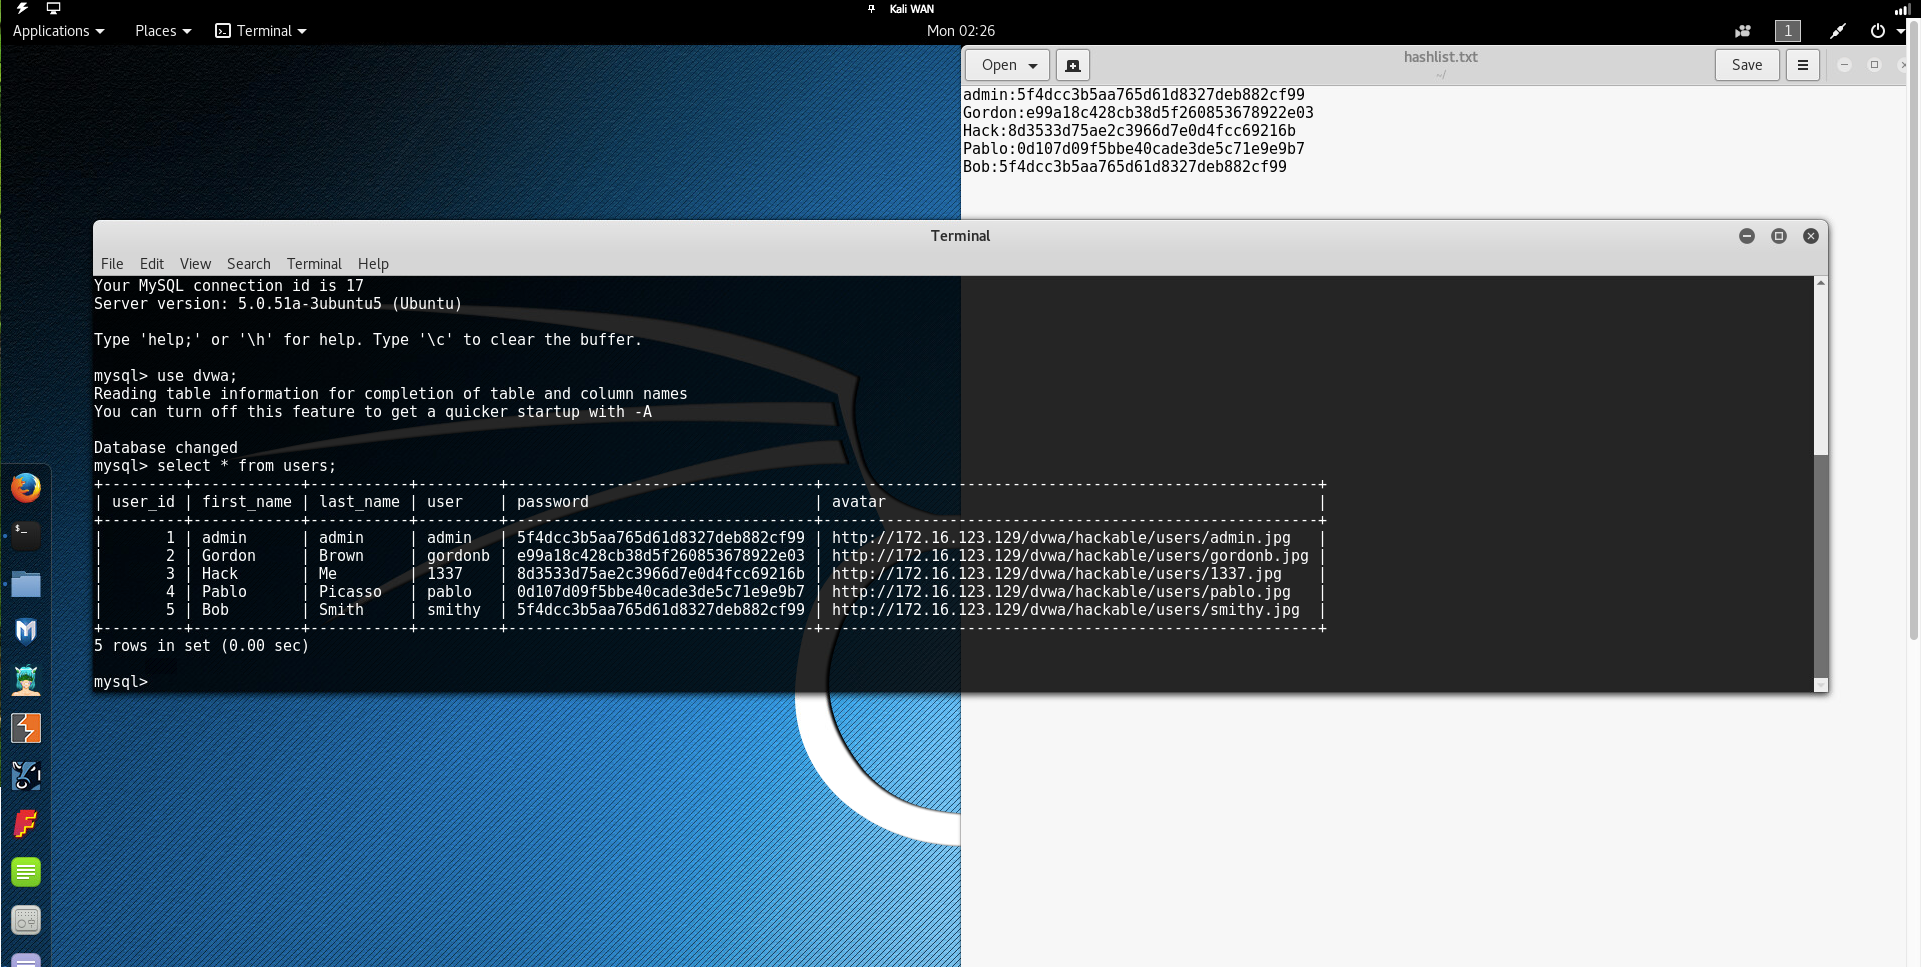 Kali WAN
Applications Places Terminal Mon 02:26 1
Open hashlist.txt Save
~/
admin:5f4dcc3b5aa765d61d8327deb882cf99
Gordon:e99a18c428cb38d5f260853678922e03
Hack:8d3533d75ae2c3966d7e0d4fcc69216b
Pablo:0d107d09f5bbe40cade3de5c71e9e9b7
Bob:5f4dcc3b5aa765d61d8327deb882cf99
Terminal
File Edit View Search Terminal Help
Your MySQL connection id is 17
Server version: 5.0.51a-3ubuntu5 (Ubuntu)
Type 'help;' or '\h' for help. Type '\c' to clear the buffer.
mysql> use dvwa;
Reading table information for completion of table and column names
You can turn off this feature to get a quicker startup with -A
Database changed
mysql> select * from users;
+---------+------------+-----------+---------+----------------------------------+-------------------------------------------------------+
| user_id | first_name | last_name | user    | password                         | avatar                                                |
+---------+------------+-----------+---------+----------------------------------+-------------------------------------------------------+
|       1 | admin      | admin     | admin   | 5f4dcc3b5aa765d61d8327deb882cf99 | http://172.16.123.129/dvwa/hackable/users/admin.jpg   |
|       2 | Gordon     | Brown     | gordonb | e99a18c428cb38d5f260853678922e03 | http://172.16.123.129/dvwa/hackable/users/gordonb.jpg |
|       3 | Hack       | Me        | 1337    | 8d3533d75ae2c3966d7e0d4fcc69216b | http://172.16.123.129/dvwa/hackable/users/1337.jpg    |
|       4 | Pablo      | Picasso   | pablo   | 0d107d09f5bbe40cade3de5c71e9e9b7 | http://172.16.123.129/dvwa/hackable/users/pablo.jpg   |
|       5 | Bob        | Smith     | smithy  | 5f4dcc3b5aa765d61d8327deb882cf99 | http://172.16.123.129/dvwa/hackable/users/smithy.jpg  |
+---------+------------+-----------+---------+----------------------------------+-------------------------------------------------------+
5 rows in set (0.00 sec)
mysql>